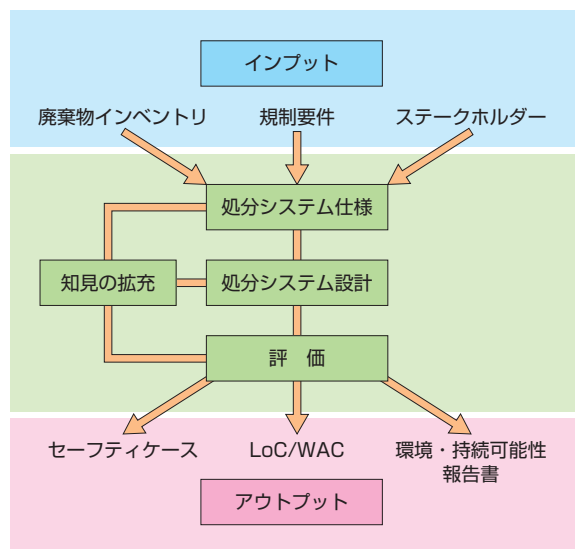 インプット
廃棄物インベントリ
規制要件
ステークホルダー
処分システム仕様
知見の拡充
処分システム設計
評　価
セーフティケース
LoC/WAC
環境・持続可能性
報告書
アウトプット